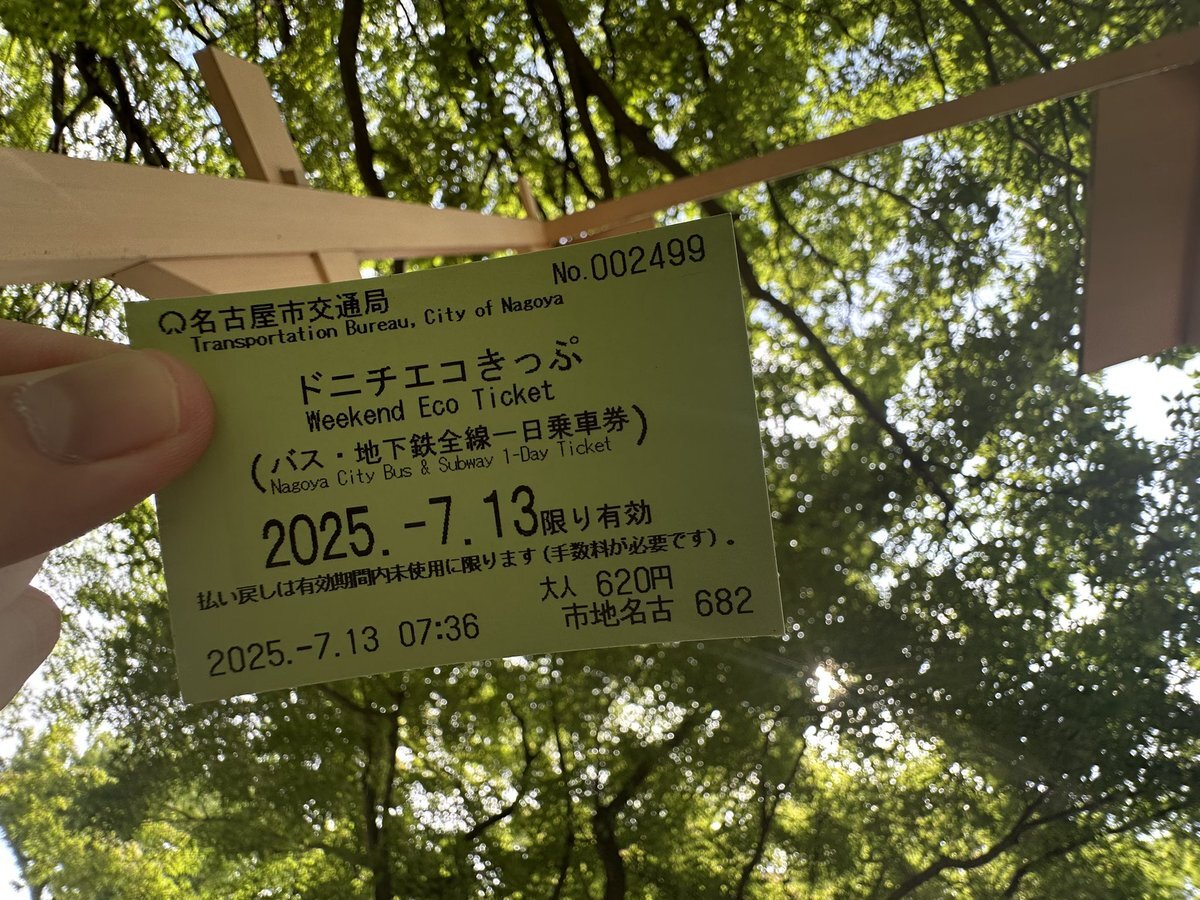 No.002499
名古屋市交通局
Transportation Bureau, City of Nagoya
ドニチエコきっぷ
Weekend Eco Ticket
(バス・地下鉄全線一日乗車券)
Nagoya City Bus & Subway 1-Day Ticket
2025.-7.13限り有効
払い戻しは有効期間内未使用に限ります(手数料が必要です)。
大人 620円
2025.-7.13 07:36
市地名古 682